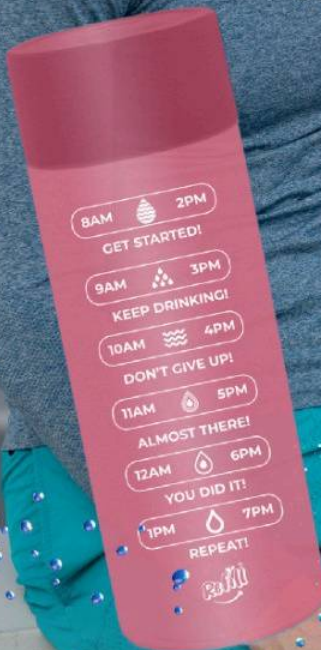 8AM 2PM
GET STARTED!
9AM 3PM
KEEP DRINKING!
10AM 4PM
DON'T GIVE UP!
11AM 5PM
ALMOST THERE!
12AM 6PM
YOU DID IT!
1PM 7PM
REPEAT!
Refill